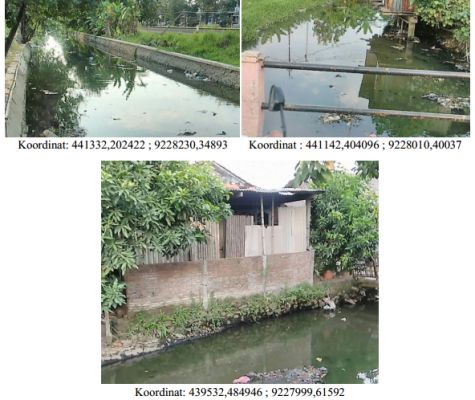 Koordinat: 441332,202422 ; 9228230,34893
Koordinat : 441142,404096 ; 9228010,40037
Koordinat: 439532,484946 ; 9227999,61592